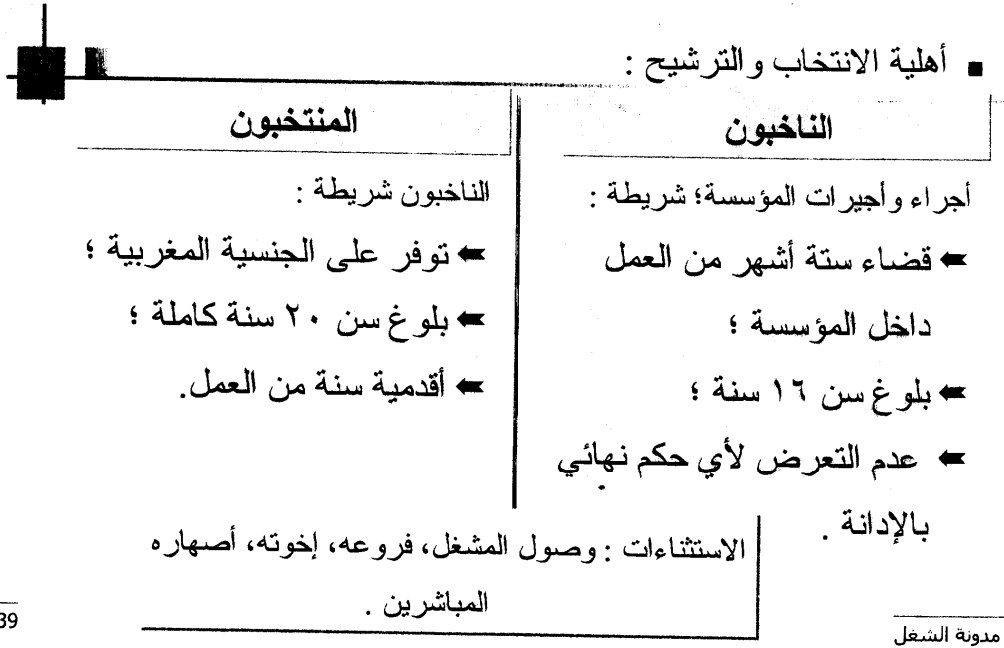 ▪ أهلية الانتخاب والترشيح :
الناخبون
أجراء وأجيرات المؤسسة؛ شريطة :
قضاء ستة أشهر من العمل
داخل المؤسسة ؛
بلوغ سن ١٦ سنة ؛
عدم التعرض لأي حكم نهائي
بالإدانة .
المنتخبون
الناخبون شريطة :
توفر على الجنسية المغربية ؛
بلوغ سن ٢٠ سنة كاملة ؛
أقدمية سنة من العمل.
الاستثناءات : وصول المشغل، فروعه، إخوته، أصهاره
المباشرين .
مدونة الشغل
39